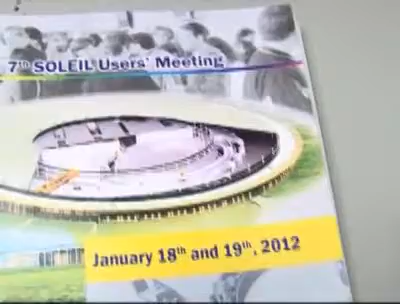 7th SOLEIL Users' Meeting
January 18th and 19th, 2012